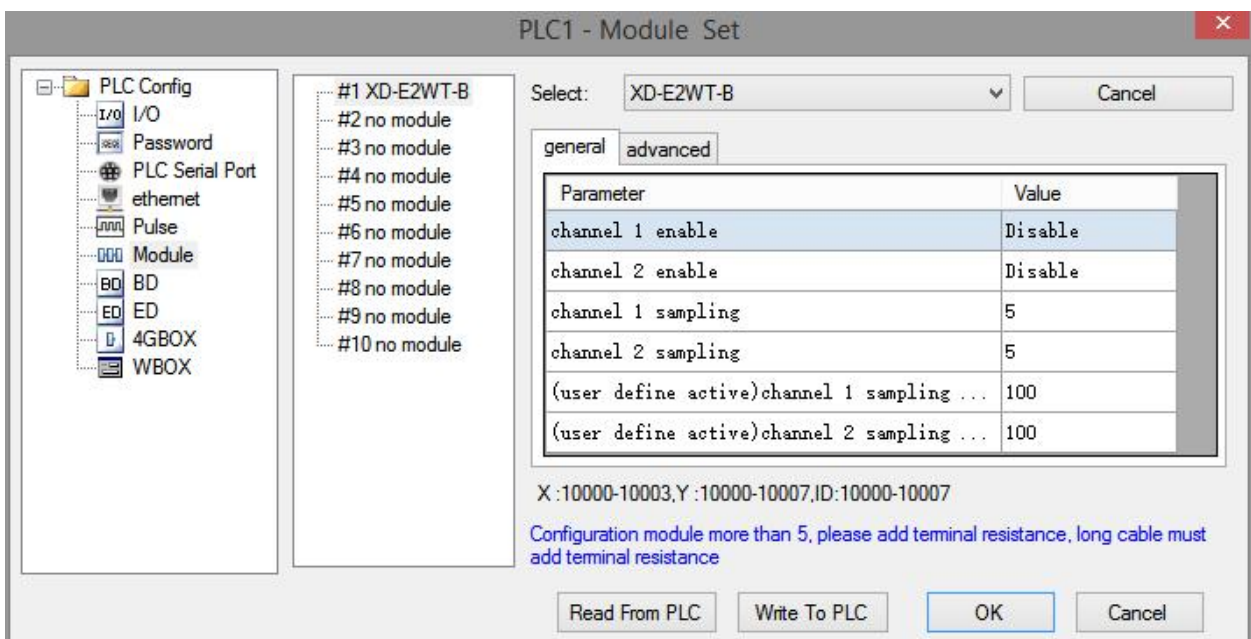 PLC1 - Module Set
PLC Config
I/O I/O
Password
PLC Serial Port
ethernet
Pulse
Module
BD BD
ED ED
4GBOX
WBOX
#1 XD-E2WT-B
#2 no module
#3 no module
#4 no module
#5 no module
#6 no module
#7 no module
#8 no module
#9 no module
#10 no module
Select: XD-E2WT-B Cancel
general advanced
Parameter Value
channel 1 enable Disable
channel 2 enable Disable
channel 1 sampling 5
channel 2 sampling 5
(user define active)channel 1 sampling ... 100
(user define active)channel 2 sampling ... 100
X :10000-10003,Y :10000-10007,ID:10000-10007
Configuration module more than 5, please add terminal resistance, long cable must
add terminal resistance
Read From PLC Write To PLC OK Cancel